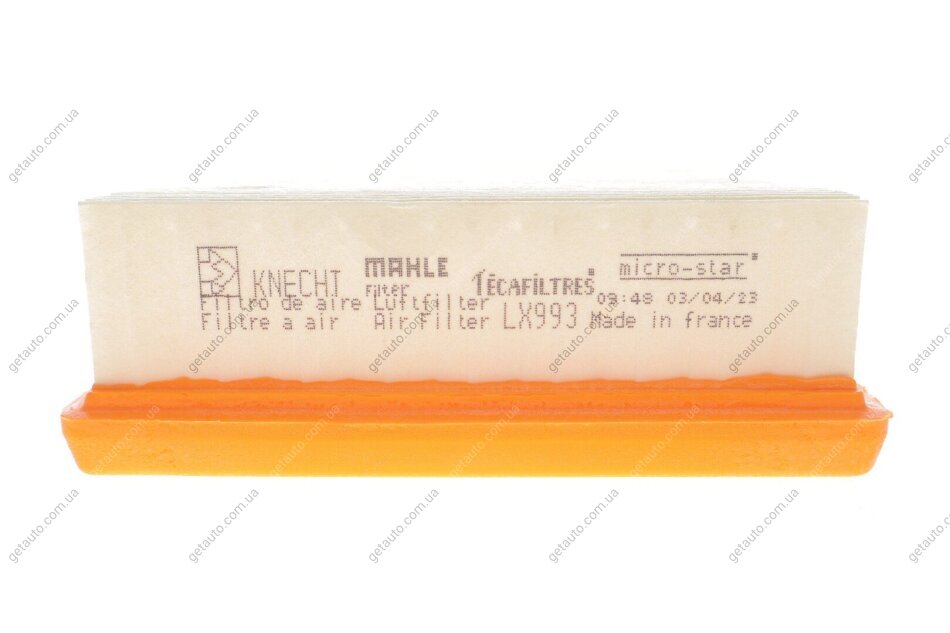 KNECHT MAHLE Filter TECAFILTRES micro-star
Filtro de aire Luftfilter 09:48 03/04/23
Filtre a air Air Filter LX993 Made in france
getauto.com.ua